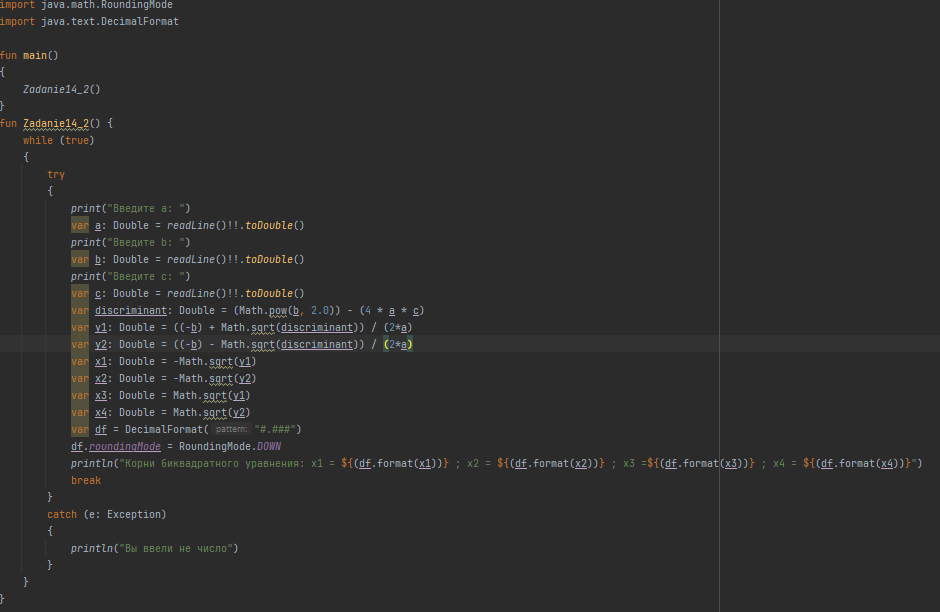 import java.math.RoundingMode
import java.text.DecimalFormat
fun main()
{
Zadanie14_2()
}
fun Zadanie14_2() {
while (true)
{
try
{
print("Введите a: ")
var a: Double = readLine()!!.toDouble()
print("Введите b: ")
var b: Double = readLine()!!.toDouble()
print("Введите c: ")
var c: Double = readLine()!!.toDouble()
var discriminant: Double = (Math.pow(b, 2.0)) - (4 * a * c)
var y1: Double = ((-b) + Math.sqrt(discriminant)) / (2*a)
var y2: Double = ((-b) - Math.sqrt(discriminant)) / (2*a)
var x1: Double = -Math.sqrt(y1)
var x2: Double = -Math.sqrt(y2)
var x3: Double = Math.sqrt(y1)
var x4: Double = Math.sqrt(y2)
var df = DecimalFormat( pattern: "#.###")
df.roundingMode = RoundingMode.DOWN
println("Корни биквадратного уравнения: x1 = ${(df.format(x1))} ; x2 = ${(df.format(x2))} ; x3 =${(df.format(x3))} ; x4 = ${(df.format(x4))}")
break
}
catch (e: Exception)
{
println("Вы ввели не число")
}
}
}